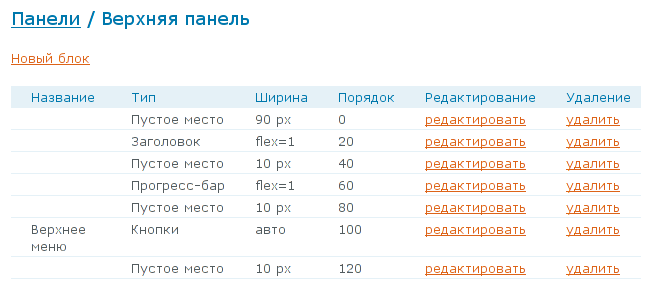 Панели / Верхняя панель
Новый блок
Название Тип Ширина Порядок Редактирование Удаление
Пустое место 90 px 0 редактировать удалить
Заголовок flex=1 20 редактировать удалить
Пустое место 10 px 40 редактировать удалить
Прогресс-бар flex=1 60 редактировать удалить
Пустое место 10 px 80 редактировать удалить
Верхнее Кнопки авто 100 редактировать удалить
меню
Пустое место 10 px 120 редактировать удалить